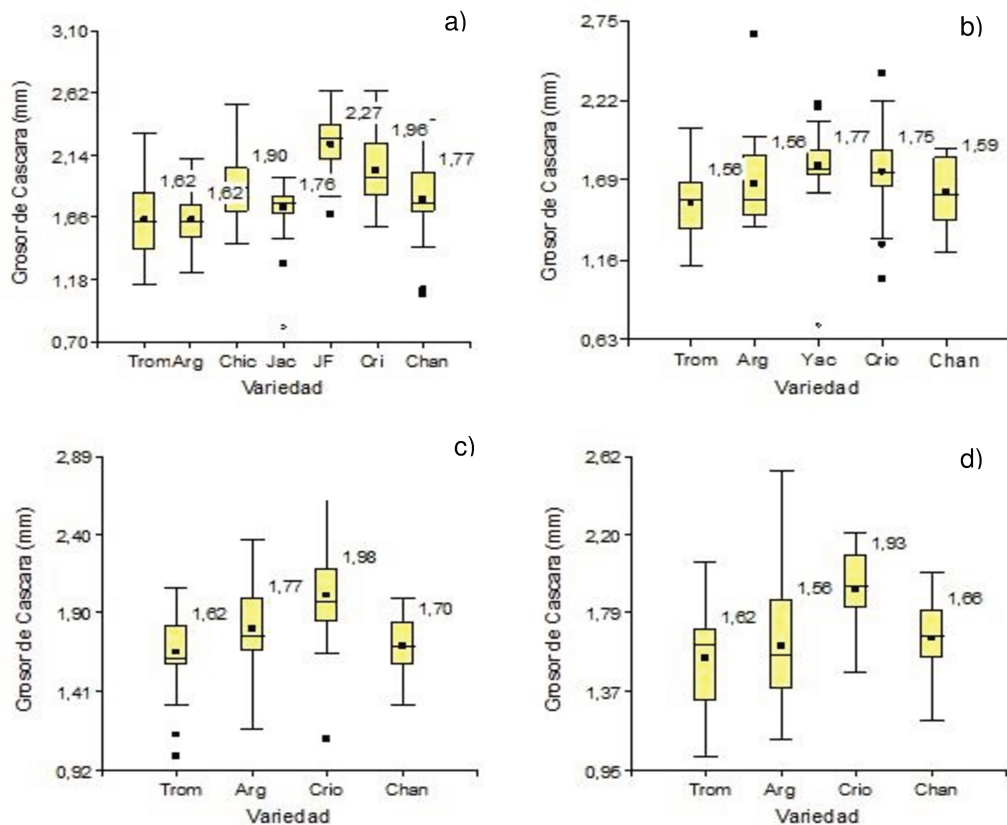 a)
3,10
2,62
2,14
1,66
1,18
0,70
Grosor de Cascara (mm)
1,62
1,62
1,90
1,76
2,27
1,96
1,77
Trom Arg Chic Jac JF Cri Chan
Variedad
b)
2,75
2,22
1,69
1,16
0,63
Grosor de Cascara (mm)
1,56
1,56
1,77
1,75
1,59
Trom Arg Yac Crio Chan
Variedad
c)
2,89
2,40
1,90
1,41
0,92
Grosor de Cascara (mm)
1,62
1,77
1,98
1,70
Trom Arg Crio Chan
Variedad
d)
2,62
2,20
1,79
1,37
0,95
Grosor de Cascara (mm)
1,62
1,56
1,93
1,66
Trom Arg Crio Chan
Variedad